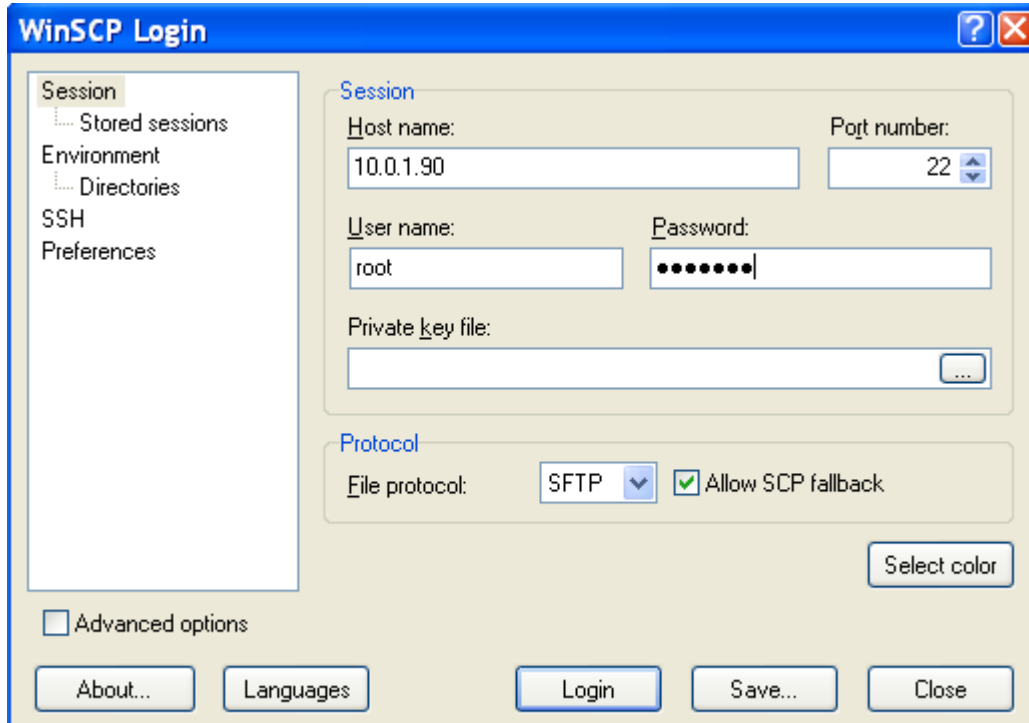 WinSCP Login
Session
Stored sessions
Environment
Directories
SSH
Preferences
Session
Host name:
Port number:
10.0.1.90
22
User name:
Password:
root
●●●●●●●
Private key file:
...
Protocol
File protocol:
SFTP
Allow SCP fallback
Select color
Advanced options
About...
Languages
Login
Save...
Close